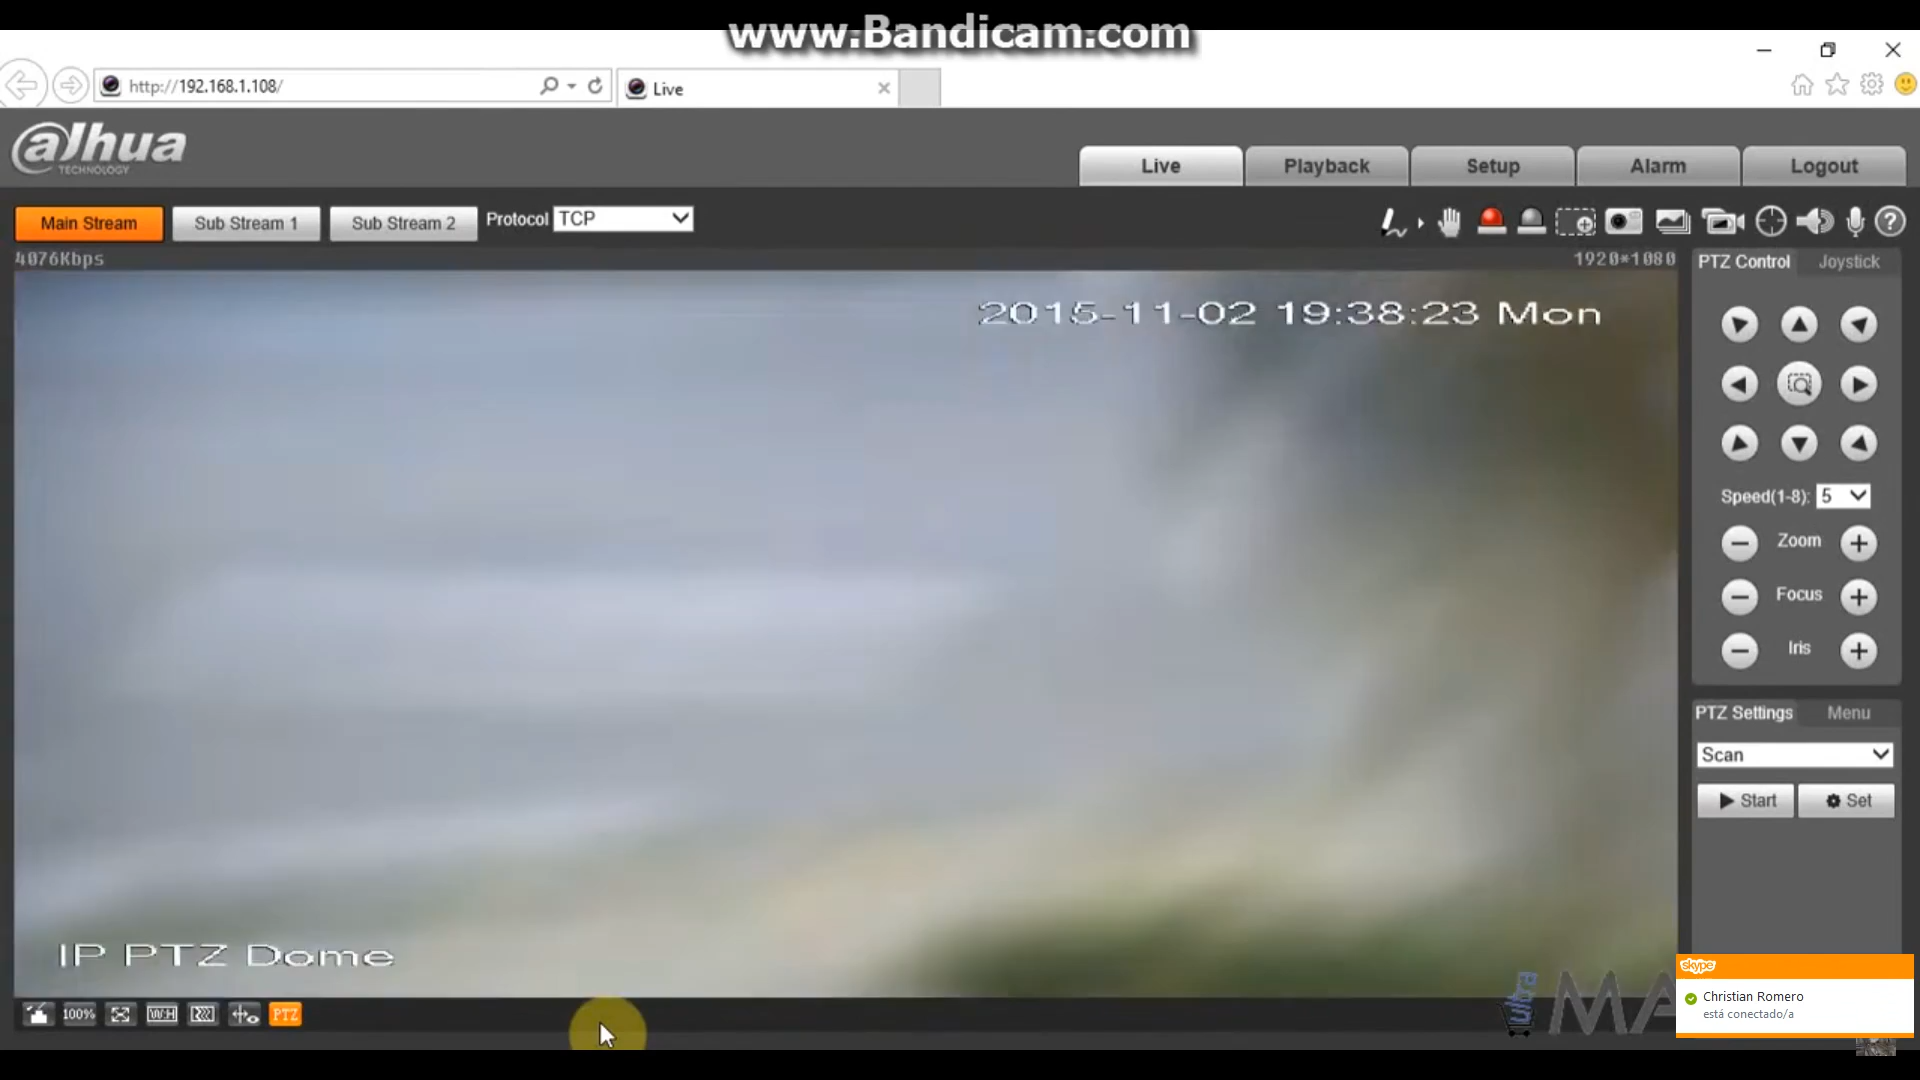 www.Bandicam.com
http://192.168.1.108/
Live
alhua
TECHNOLOGY
Live
Playback
Setup
Alarm
Logout
Main Stream
Sub Stream 1
Sub Stream 2
Protocol
TCP
4076Kbps
1920*1080
PTZ Control
Joystick
2015-11-02 19:38:23 Mon
Speed(1-8):
5
Zoom
Focus
Iris
PTZ Settings
Menu
Scan
Start
Set
IP PTZ Dome
skype
Christian Romero
está conectado/a
100%
W:H
PTZ
MA